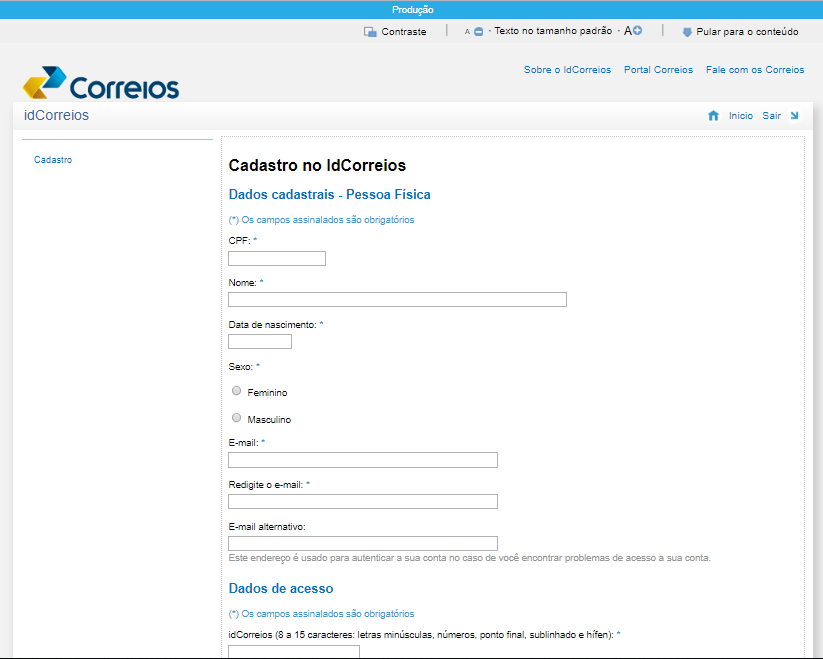 Produção
Contraste | A - Texto no tamanho padrão - A | Pular para o conteúdo
Sobre o IdCorreios Portal Correios Fale com os Correios
Correios
idCorreios
Inicio Sair
Cadastro
Cadastro no IdCorreios
Dados cadastrais - Pessoa Física
(*) Os campos assinalados são obrigatórios
CPF: *
Nome: *
Data de nascimento: *
Sexo: *
Feminino
Masculino
E-mail: *
Redigite o e-mail: *
E-mail alternativo:
Este endereço é usado para autenticar a sua conta no caso de você encontrar problemas de acesso a sua conta.
Dados de acesso
(*) Os campos assinalados são obrigatórios
idCorreios (8 a 15 caracteres: letras minúsculas, números, ponto final, sublinhado e hífen): *